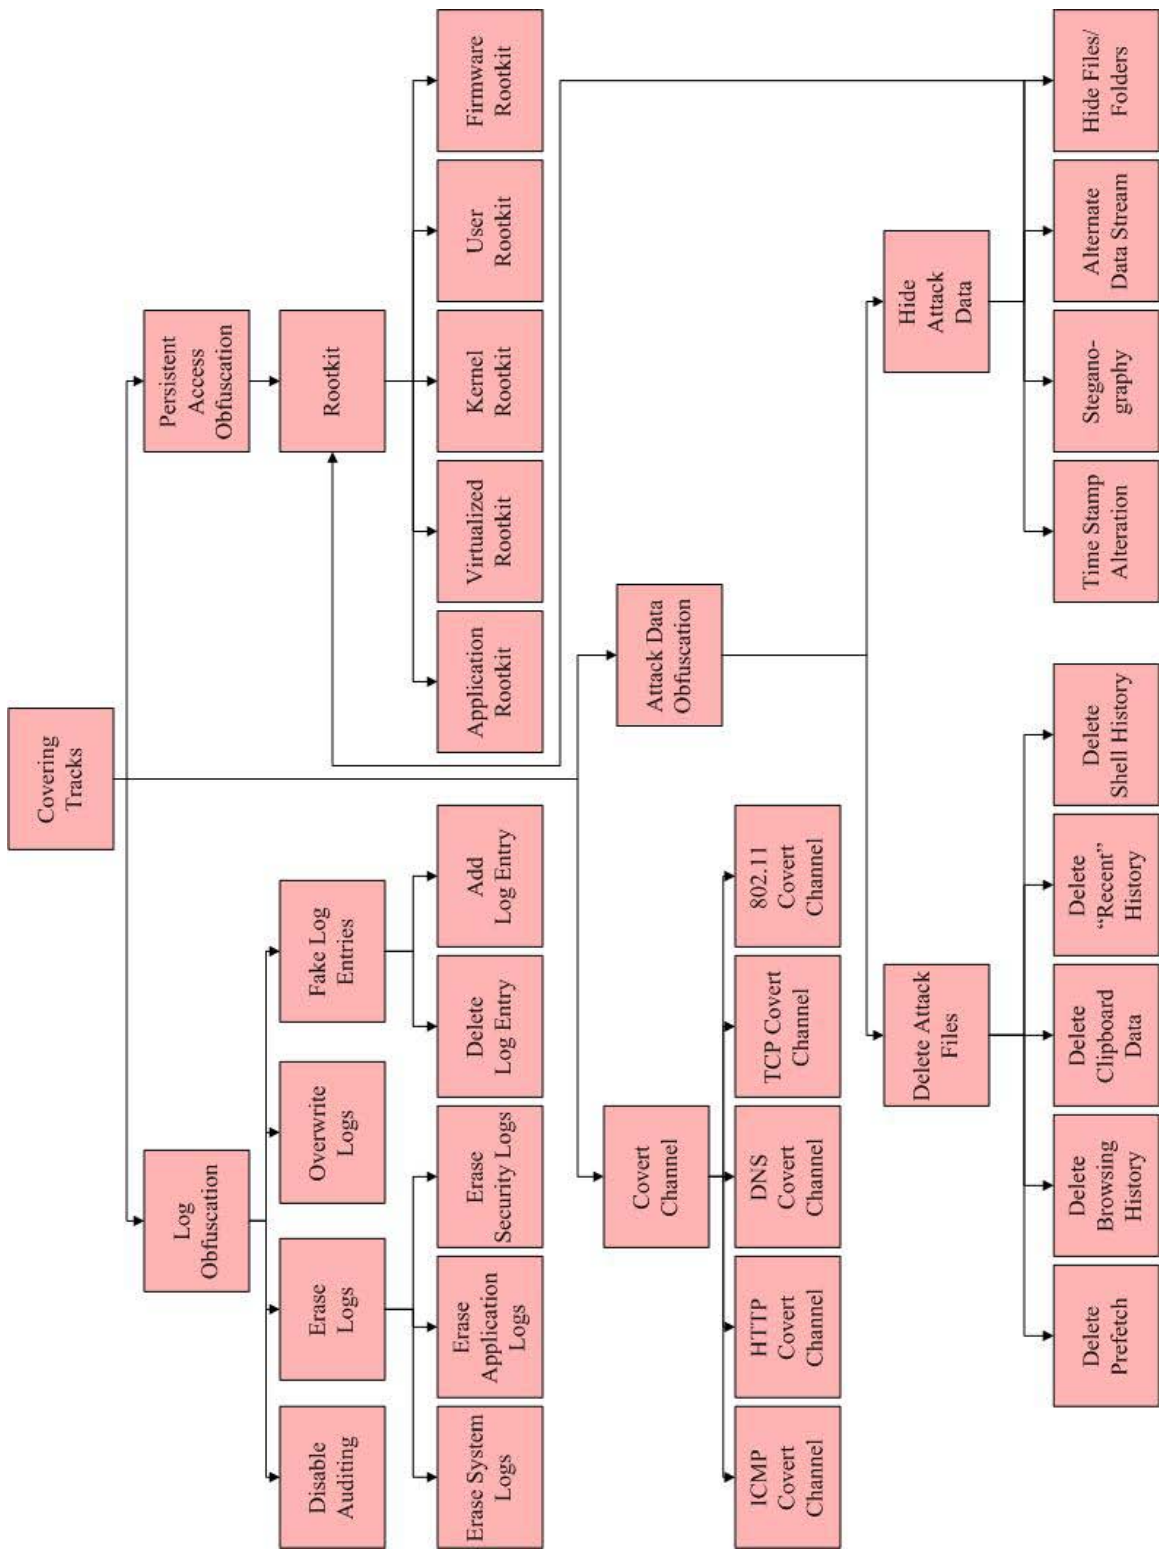 Covering
Tracks
Log
Obfuscation
Persistent
Access
Obfuscation
Disable
Auditing
Erase
Logs
Overwrite
Logs
Fake Log
Entries
Rootkit
Erase System
Logs
Erase
Application
Logs
Erase
Security Logs
Delete
Log Entry
Add
Log Entry
Application
Rootkit
Virtualized
Rootkit
Kernel
Rootkit
User
Rootkit
Firmware
Rootkit
Covert
Channel
Attack Data
Obfuscation
ICMP
Covert
Channel
HTTP
Covert
Channel
DNS
Covert
Channel
TCP Covert
Channel
802.11
Covert
Channel
Delete Attack
Files
Hide
Attack
Data
Delete
Prefetch
Delete
Browsing
History
Delete
Clipboard
Data
Delete
“Recent”
History
Delete
Shell History
Time Stamp
Alteration
Stegano-
graphy
Alternate
Data Stream
Hide Files/
Folders